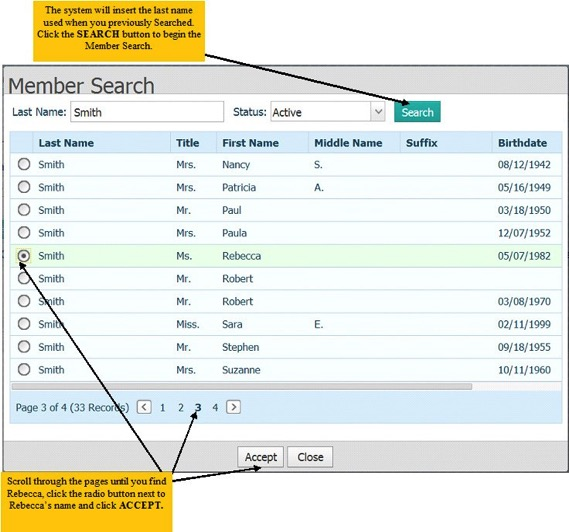 The system will insert the last name
used when you previously Searched.
Click the SEARCH button to begin the
Member Search.
Member Search
Last Name: Smith Status: Active Search
Last Name Title First Name Middle Name Suffix Birthdate
Smith Mrs. Nancy S. 08/12/1942
Smith Mrs. Patricia A. 05/16/1949
Smith Mr. Paul 03/18/1950
Smith Mrs. Paula 12/07/1952
Smith Ms. Rebecca 05/07/1982
Smith Mr. Robert
Smith Mr. Robert 03/08/1970
Smith Miss. Sara E. 02/11/1999
Smith Mr. Stephen 09/18/1955
Smith Mrs. Suzanne 10/11/1960
Page 3 of 4 (33 Records) < 1 2 3 4 >
Accept Close
Scroll through the pages until you find
Rebecca, click the radio button next to
Rebecca's name and click ACCEPT.